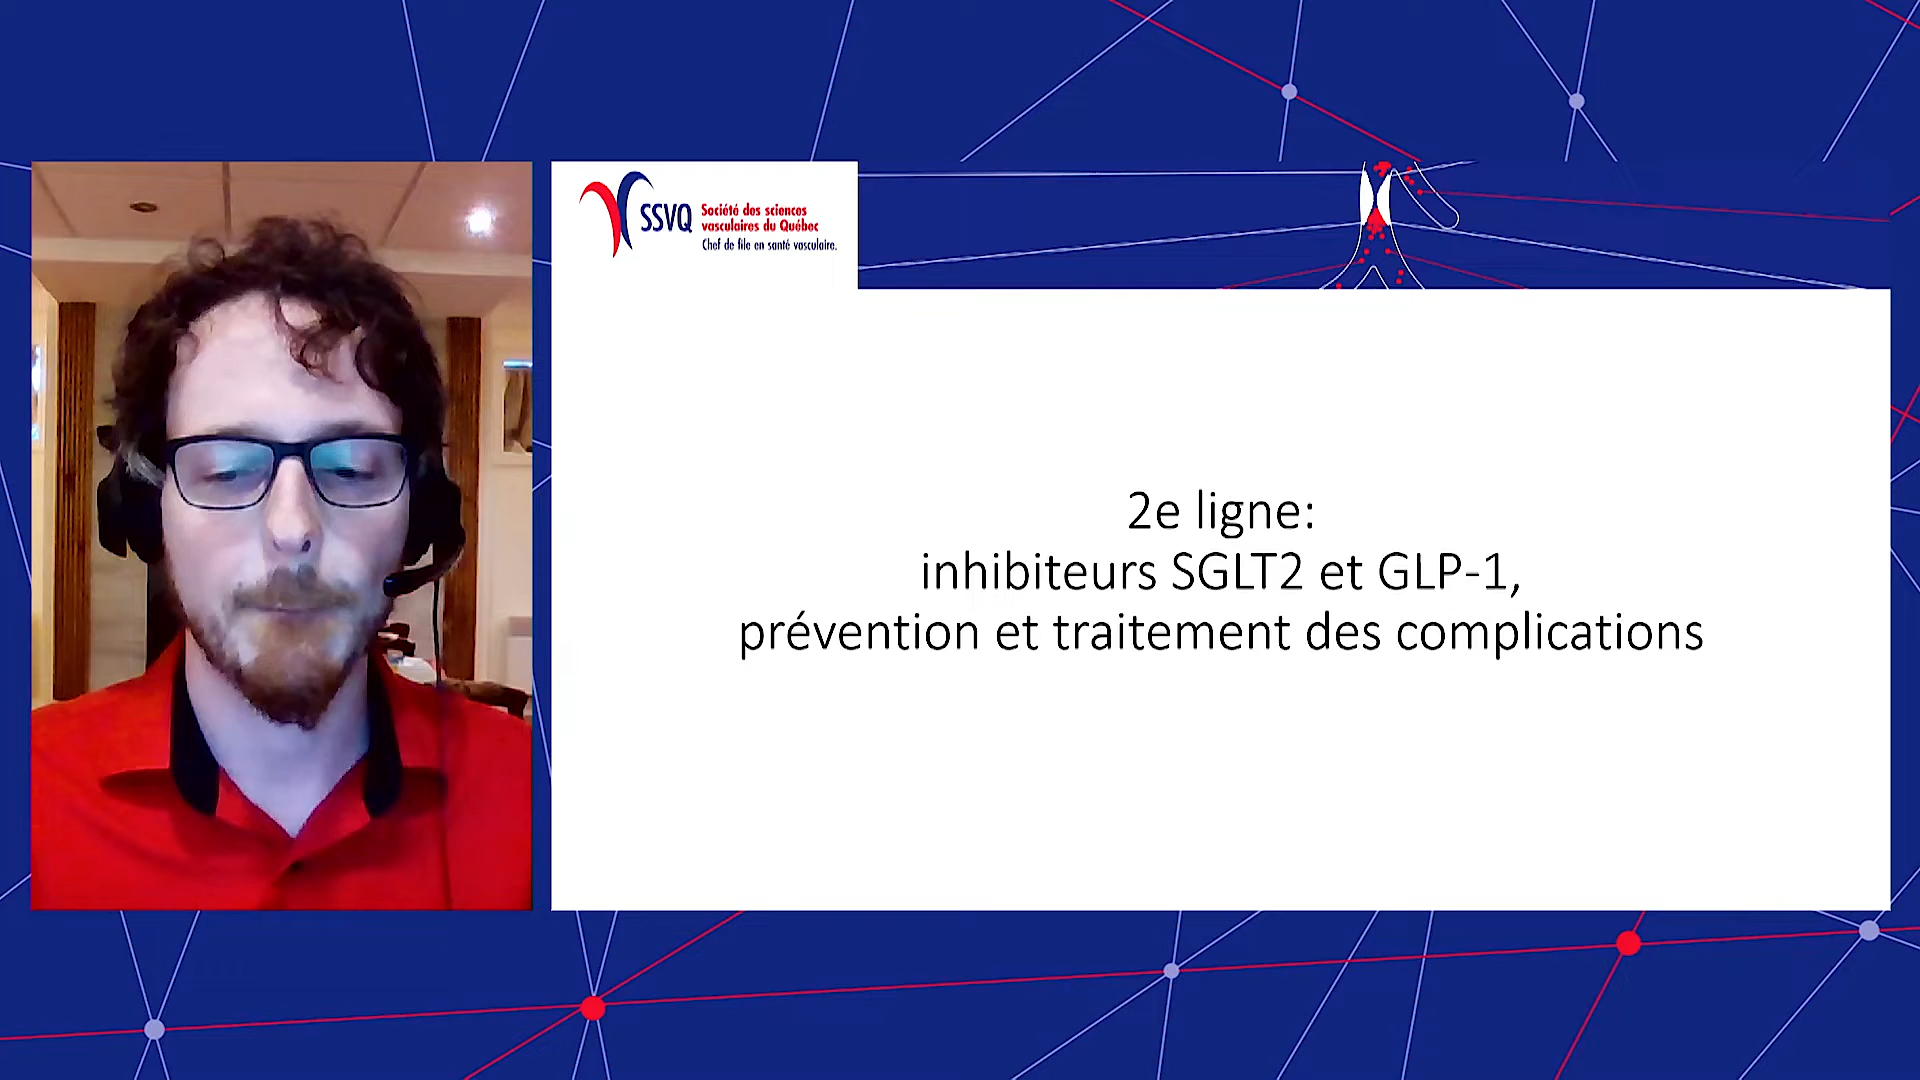 SSVQ
Société des sciences
vasculaires du Québec
Chef de file en santé vasculaire.
2e ligne:
inhibiteurs SGLT2 et GLP-1,
prévention et traitement des complications